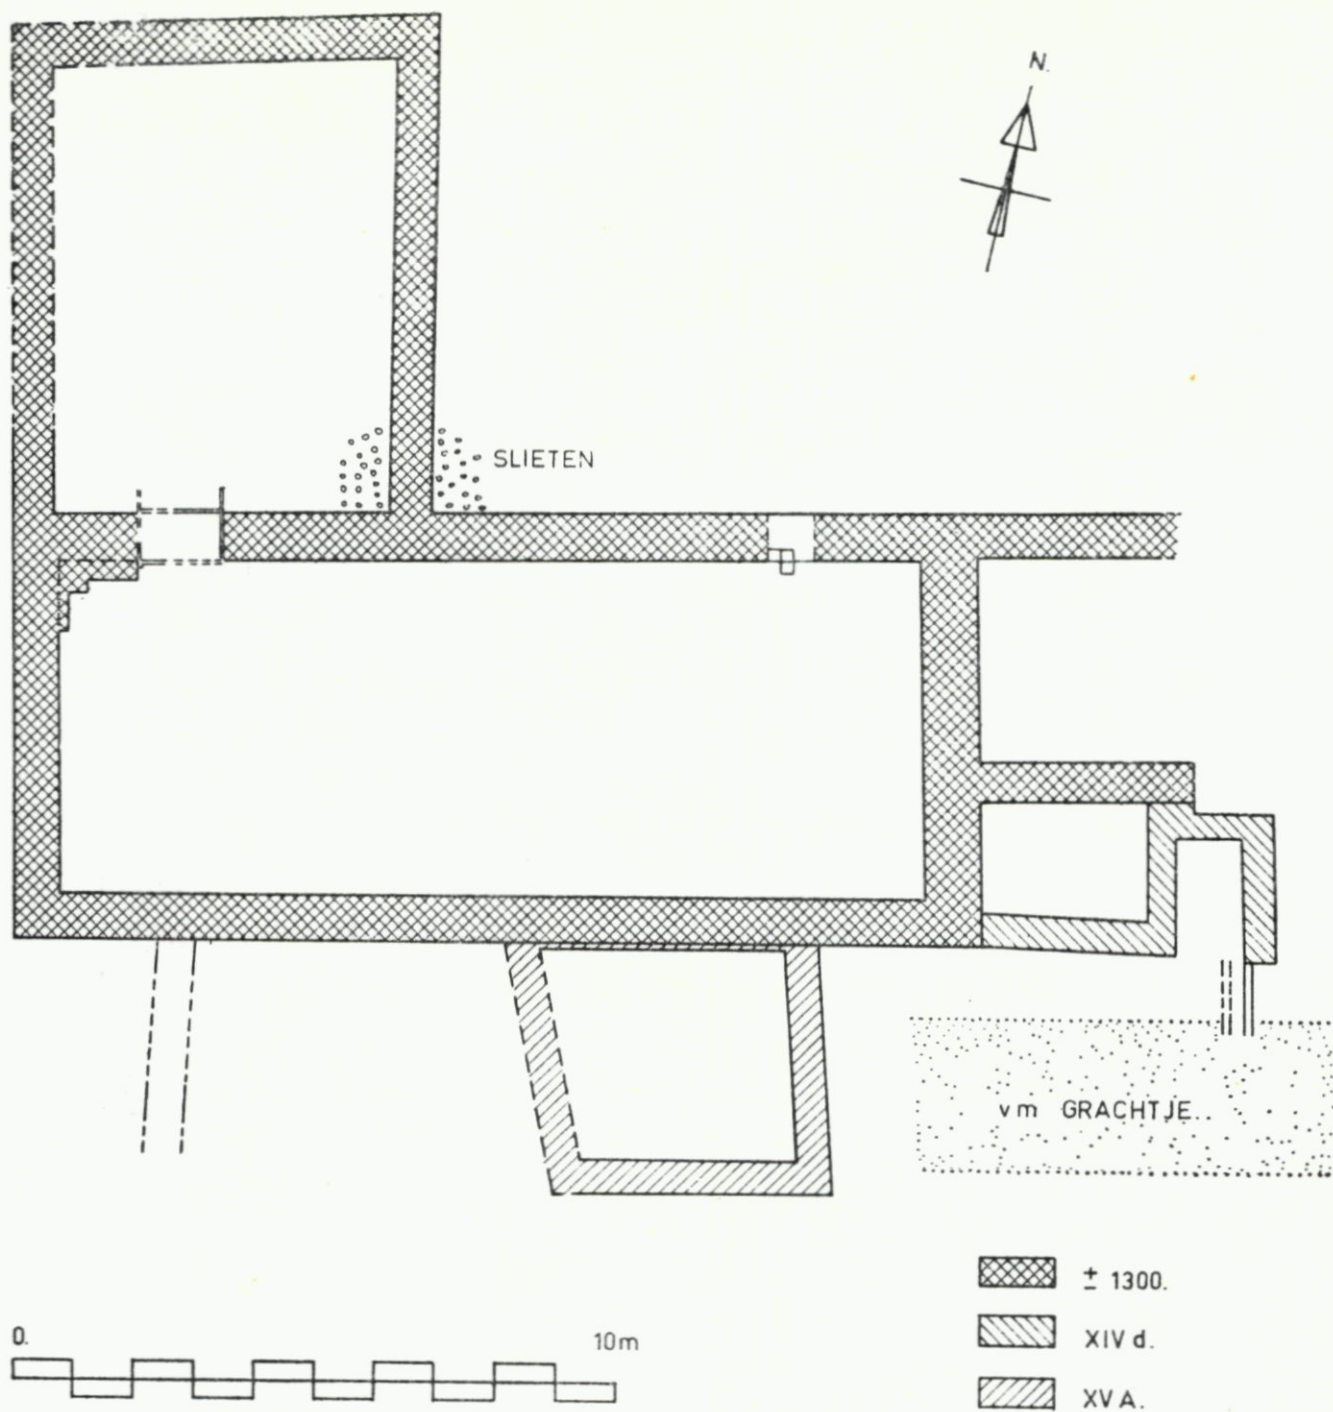 N.
SLIETEN
vm GRACHTJE..
± 1300.
XIV d.
XV A.
0.
10m